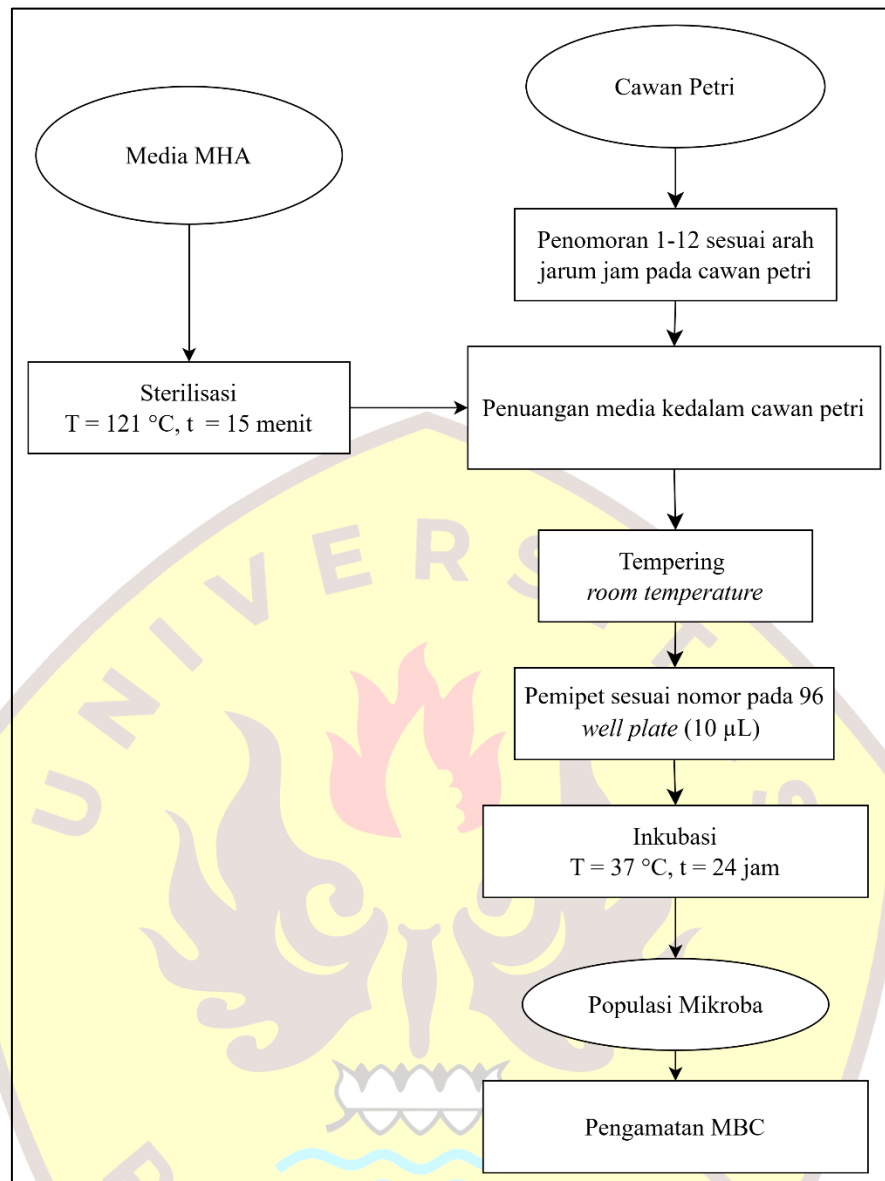 Cawan Petri
Media MHA
Penomoran 1-12 sesuai arah
jarum jam pada cawan petri
Sterilisasi
T = 121 °C, t = 15 menit
Penuangan media kedalam cawan petri
Tempering
room temperature
Pemipet sesuai nomor pada 96
well plate (10 µL)
Inkubasi
T = 37 °C, t = 24 jam
Populasi Mikroba
Pengamatan MBC